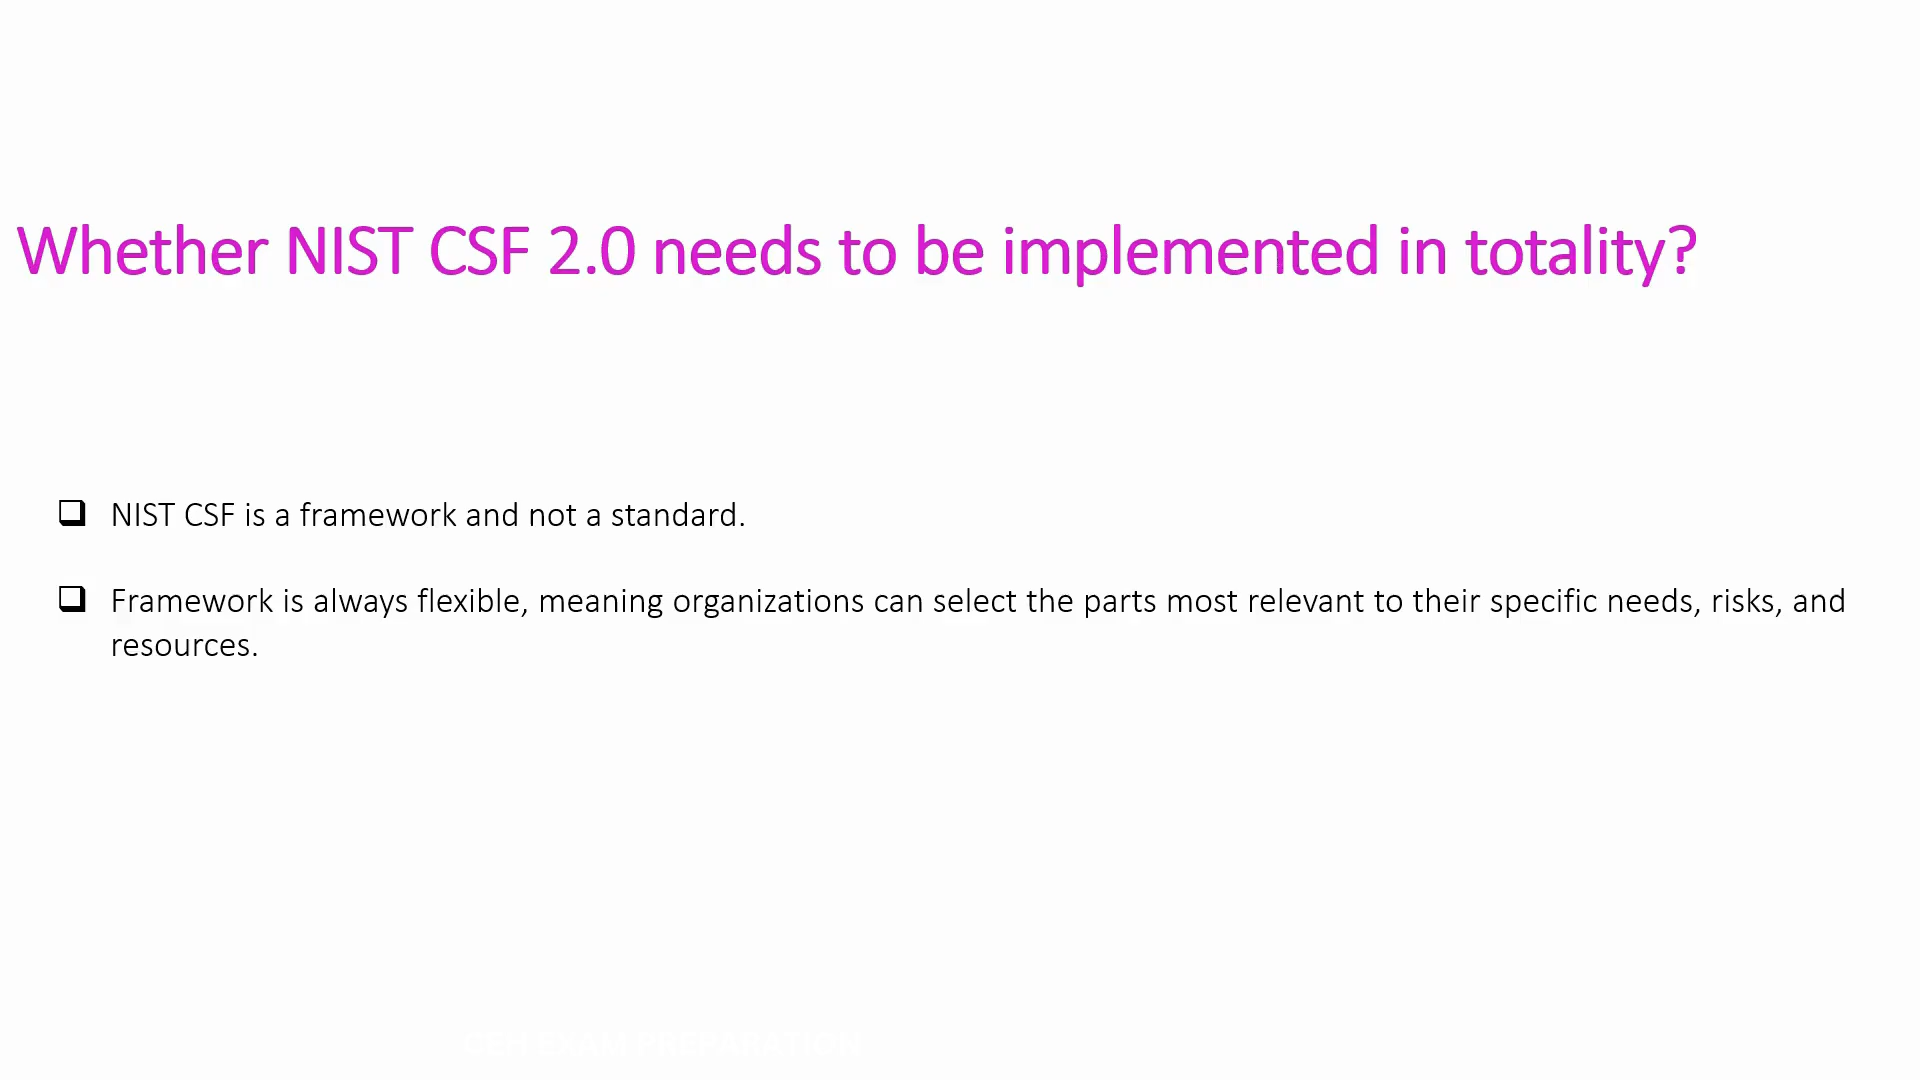 Whether NIST CSF 2.0 needs to be implemented in totality?
NIST CSF is a framework and not a standard.
Framework is always flexible, meaning organizations can select the parts most relevant to their specific needs, risks, and
resources.
CEH EXAM PREPARATION